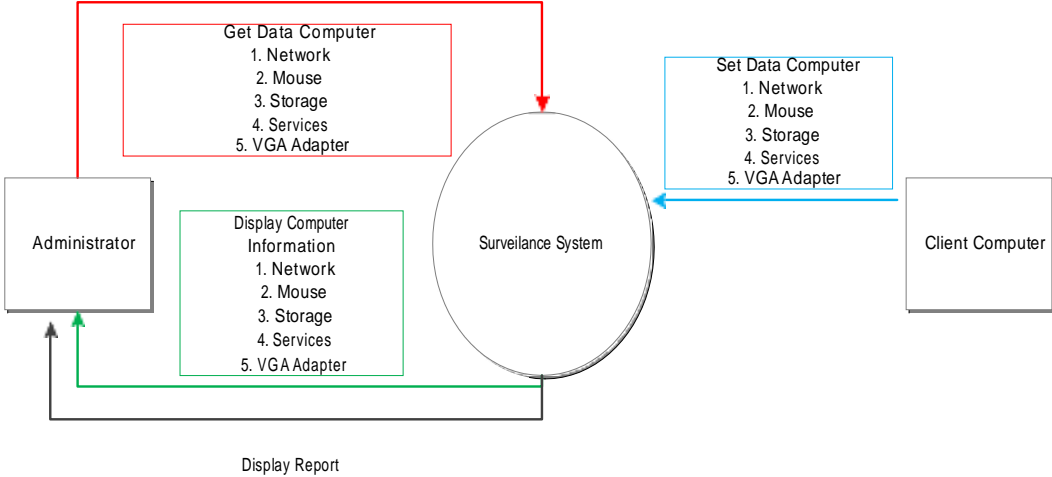 Get Data Computer
1. Network
2. Mouse
3. Storage
4. Services
5. VGA Adapter
Set Data Computer
1. Network
2. Mouse
3. Storage
4. Services
5. VGA Adapter
Administrator
Display Computer
Information
1. Network
2. Mouse
3. Storage
4. Services
5. VGA Adapter
Surveilance System
Client Computer
Display Report